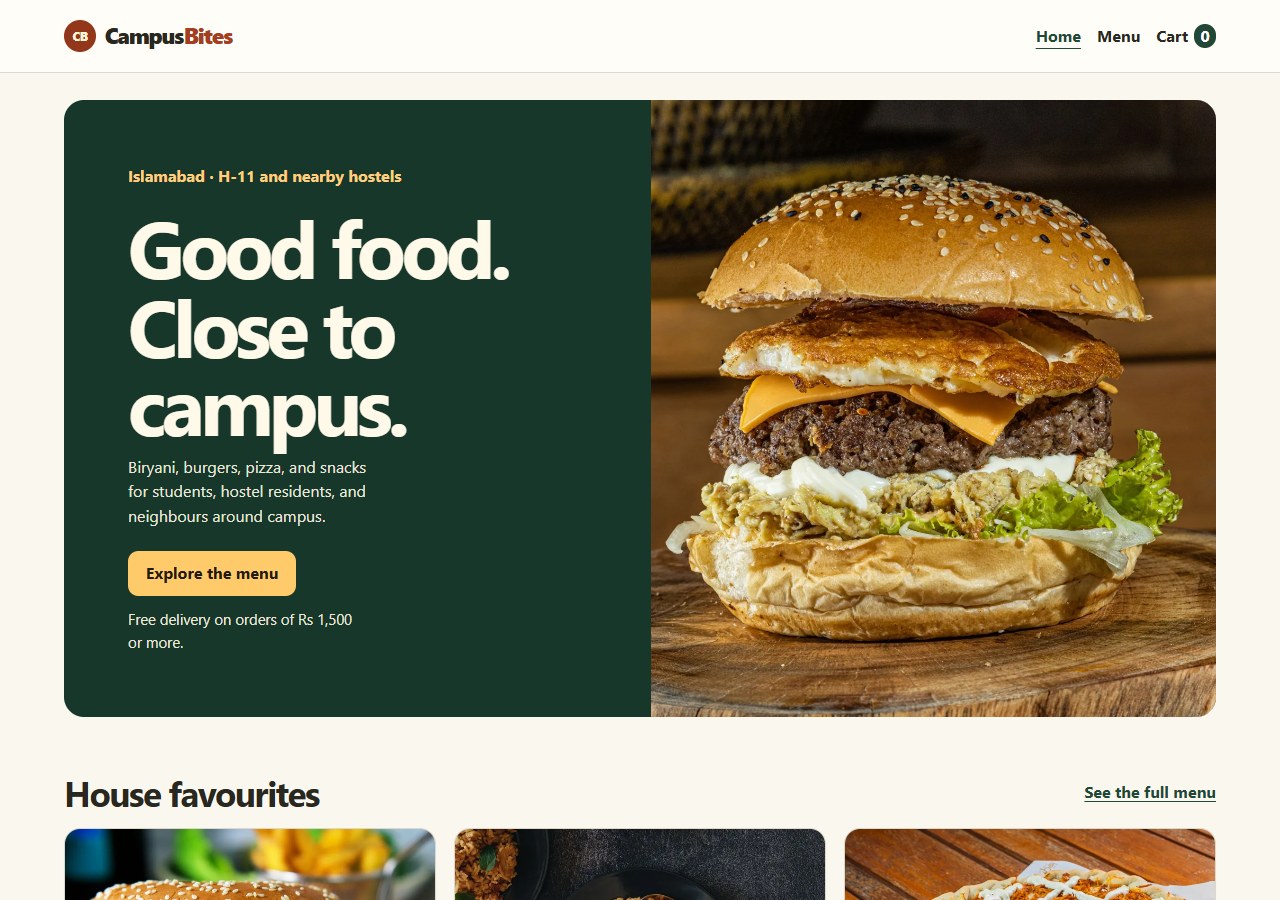 CB CampusBites
Home Menu Cart 0
Islamabad · H-11 and nearby hostels
Good food.
Close to
campus.
Biryani, burgers, pizza, and snacks
for students, hostel residents, and
neighbours around campus.
Explore the menu
Free delivery on orders of Rs 1,500
or more.
House favourites
See the full menu